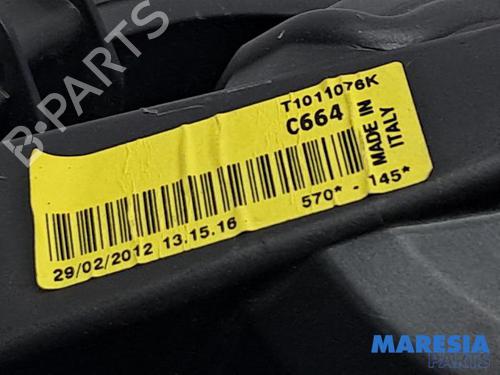 B-PARTS
T1011076K
C664
MADE IN
ITALY
570* - 145*
29/02/2012 13.15.16
MARESIA
PARTS